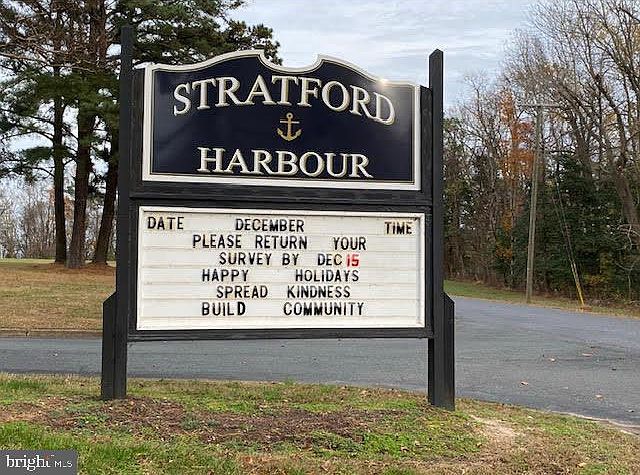 STRATFORD
HARBOUR
DATE DECEMBER TIME
PLEASE RETURN YOUR
SURVEY BY DEC 15
HAPPY HOLIDAYS
SPREAD KINDNESS
BUILD COMMUNITY
bright MLS